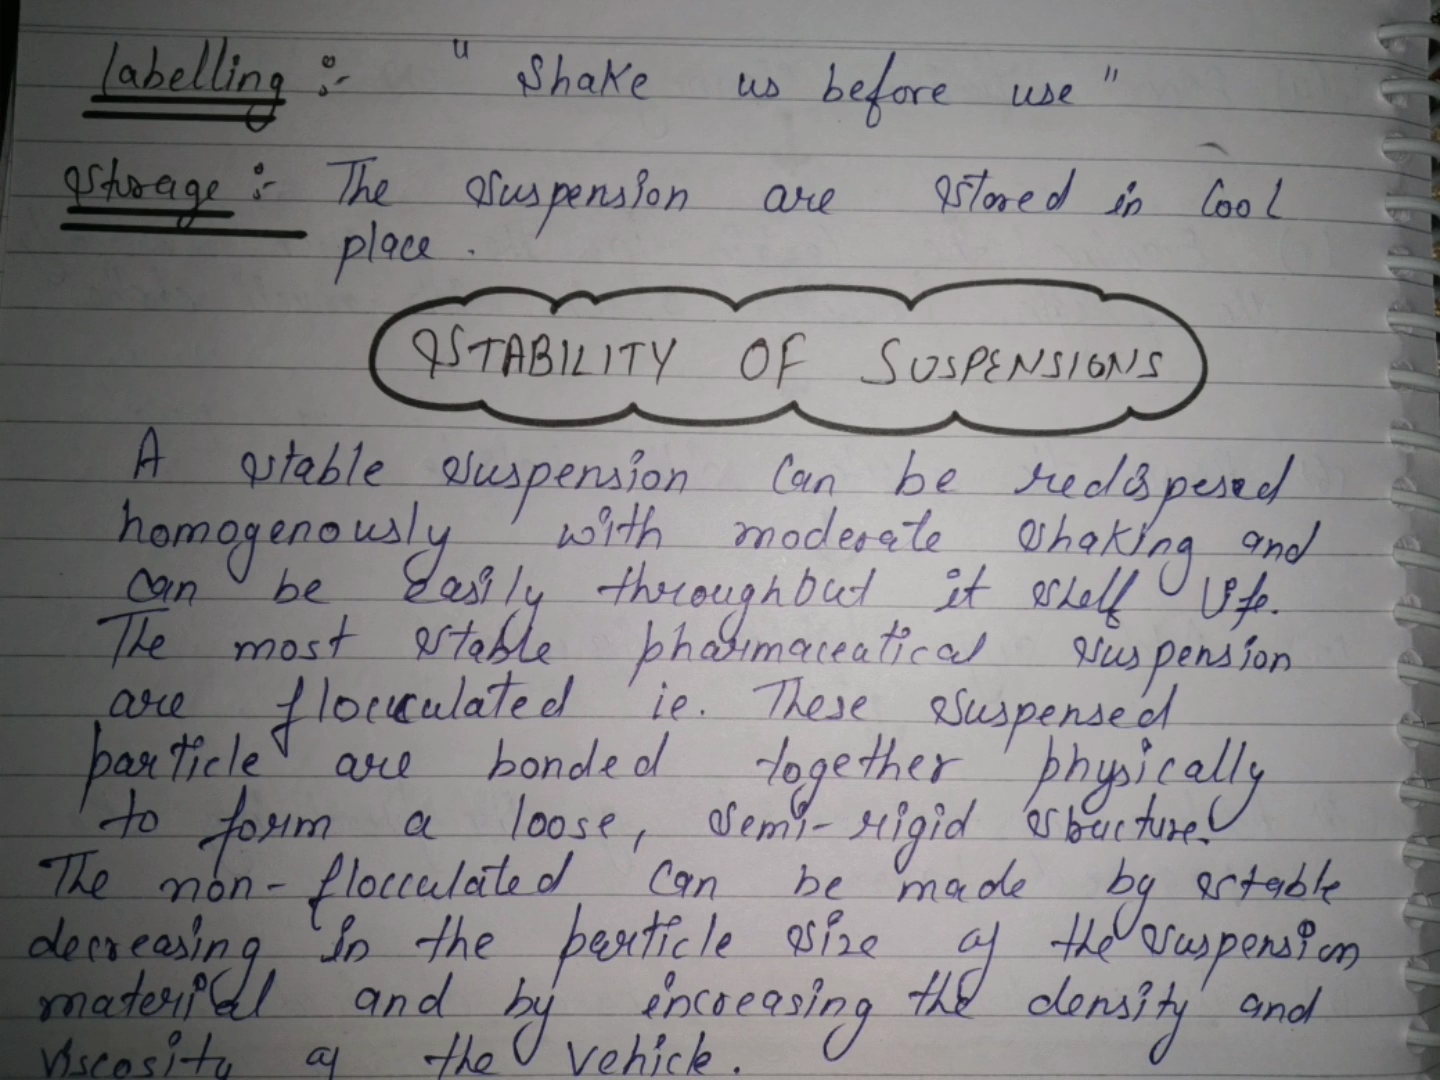 Labelling :- " Shake us before use "
Storage :- The Suspension are Stored in Cool
place .
STABILITY OF SUSPENSIONS
A stable suspension Can be redispesed
homogenously with moderate shaking and
can be easily throughout it shelf life.
The most stable pharmaceutical suspension
are flocculated ie. These suspensed
particle are bonded together physically
to form a loose, semi-rigid structure.
The non-flocculated can be made by stable
decreasing in the particle size of the suspension
material and by increasing the density and
viscosity of the vehicle.